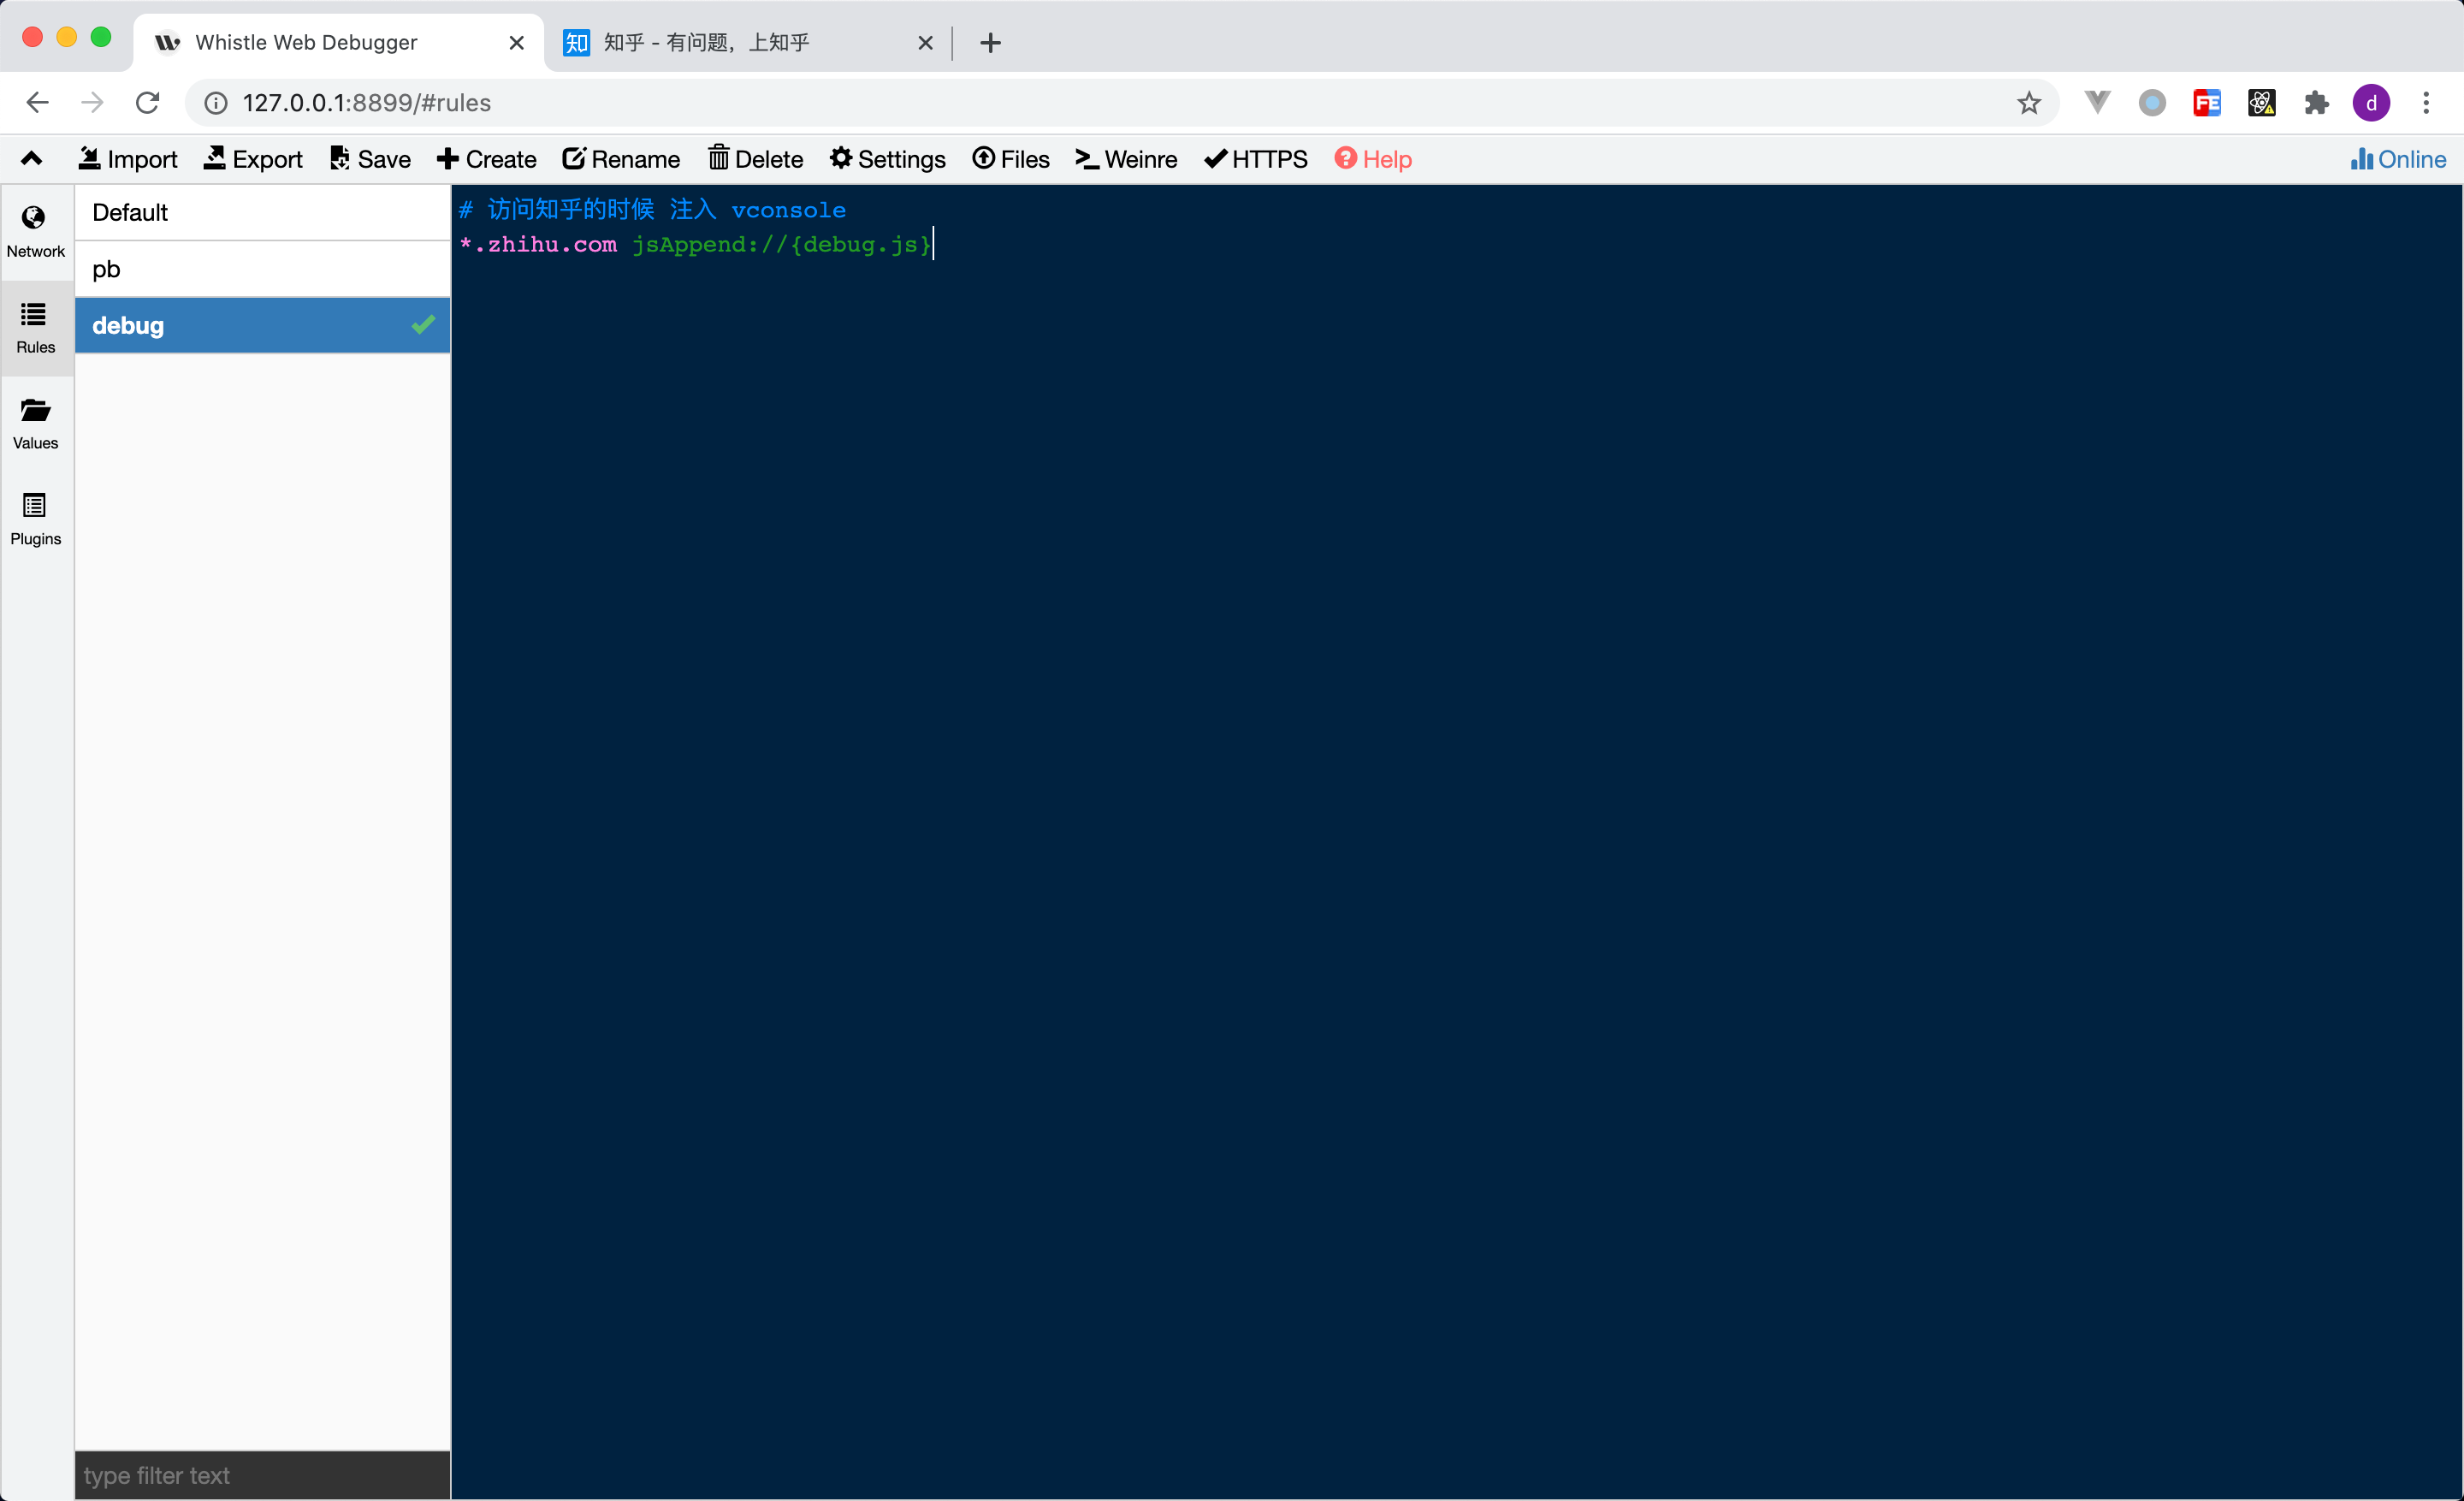 Whistle Web Debugger
知 知乎 - 有问题，上知乎
127.0.0.1:8899/#rules
FE
d
Import Export Save Create Rename Delete Settings Files Weinre HTTPS Help Online
Network
Rules
Values
Plugins
Default
pb
debug
type filter text
# 访问知乎的时候 注入 vconsole
*.zhihu.com jsAppend://{debug.js}